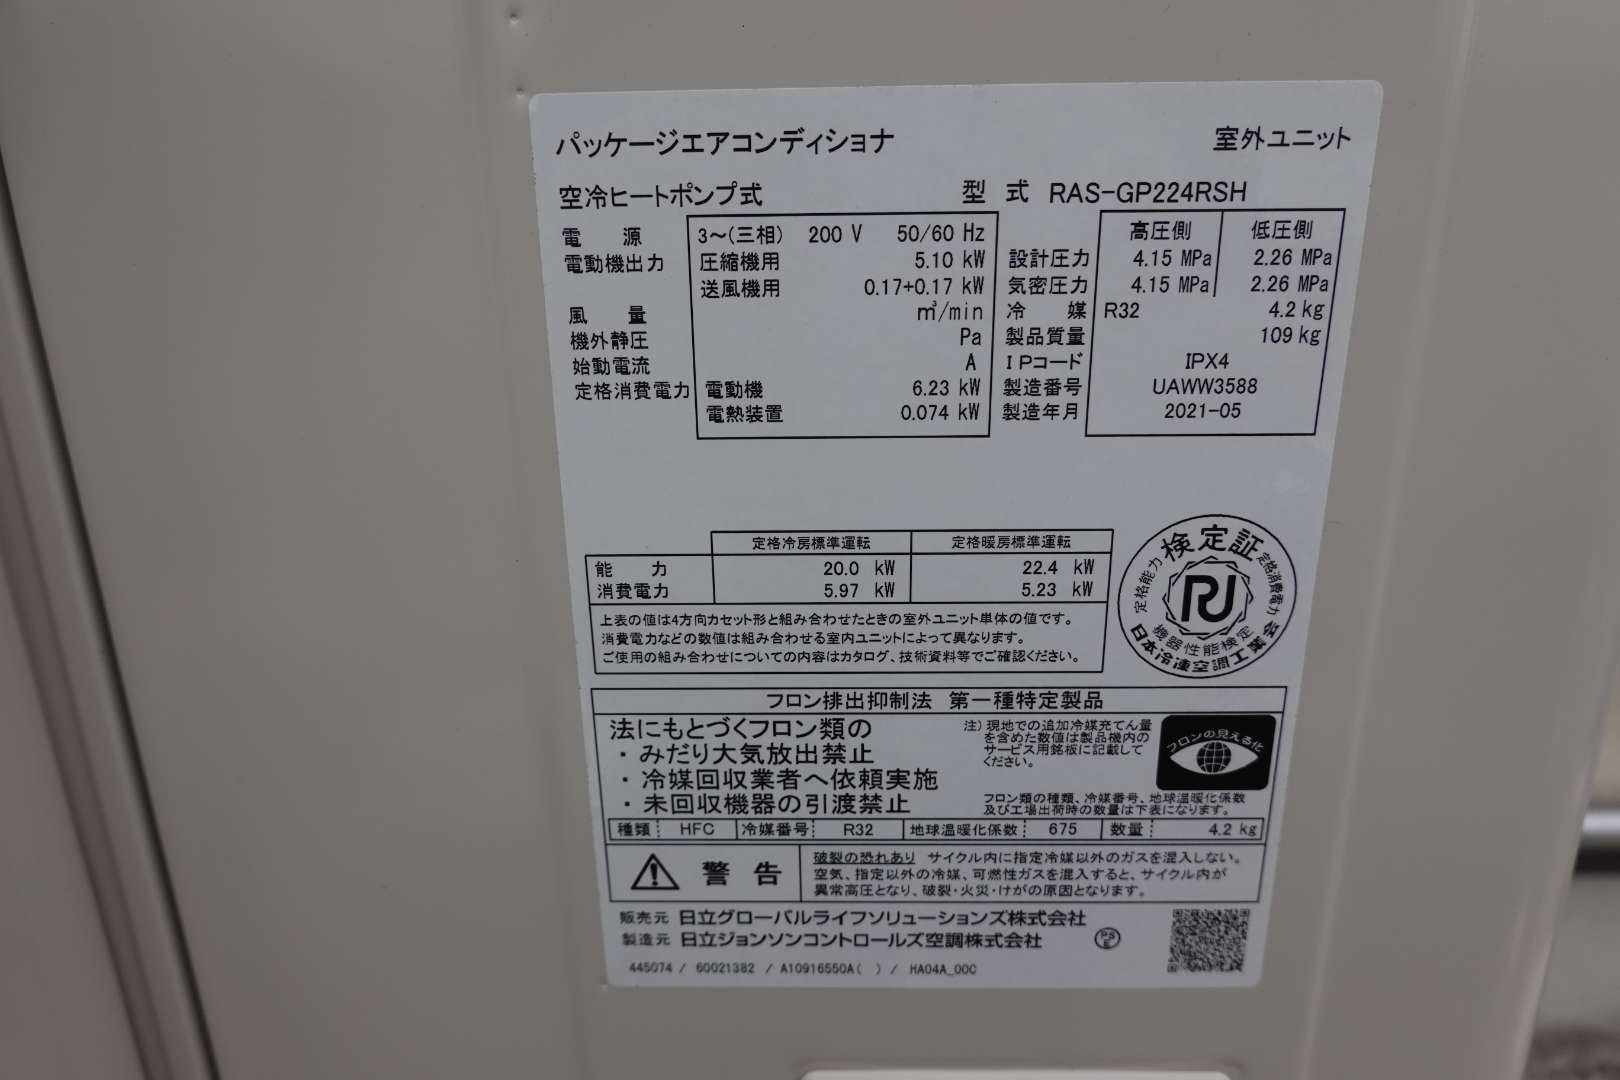 パッケージエアコンディショナ 室外ユニット
空冷ヒートポンプ式 型 式 RAS-GP224RSH
電 源 3～(三相) 200 V 50/60 Hz
電動機出力 圧縮機用 5.10 kW
送風機用 0.17+0.17 kW
風 量 m³/min
機外静圧 Pa
始動電流 A
定格消費電力 電動機 6.23 kW
電熱装置 0.074 kW
高圧側 低圧側
設計圧力 4.15 MPa 2.26 MPa
気密圧力 4.15 MPa 2.26 MPa
冷 媒 R32 4.2 kg
製品質量 109 kg
IPコード IPX4
製造番号 UAWW3588
製造年月 2021-05
定格冷房標準運転 定格暖房標準運転
能 力 20.0 kW 22.4 kW
消費電力 5.97 kW 5.23 kW
上表の値は4方向カセット形と組み合わせたときの室外ユニット単体の値です。
消費電力などの数値は組み合わせる室内ユニットによって異なります。
ご使用の組み合わせについての内容はカタログ、技術資料等でご確認ください。
検定証
定格能力
定格消費電力
機器性能検定
日本冷凍空調工業会
フロン排出抑制法 第一種特定製品
法にもとづくフロン類の
・みだり大気放出禁止
・冷媒回収業者へ依頼実施
・未回収機器の引渡禁止
注) 現地での追加冷媒充てん量
を含めた数値は製品機内の
サービス用銘板に記載して
ください。
フロンの見える化
フロン類の種類、冷媒番号、地球温暖化係数
及び工場出荷時の数量は下表になります。
種類 HFC 冷媒番号 R32 地球温暖化係数 675 数量 4.2 kg
警 告
破裂の恐れあり サイクル内に指定冷媒以外のガスを混入しない。
空気、指定以外の冷媒、可燃性ガスを混入すると、サイクル内が
異常高圧となり、破裂・火災・けがの原因となります。
販売元 日立グローバルライフソリューションズ株式会社
製造元 日立ジョンソンコントロールズ空調株式会社
PS E
445074 / 60021382 / A10916550A( ) / HA04A_00C